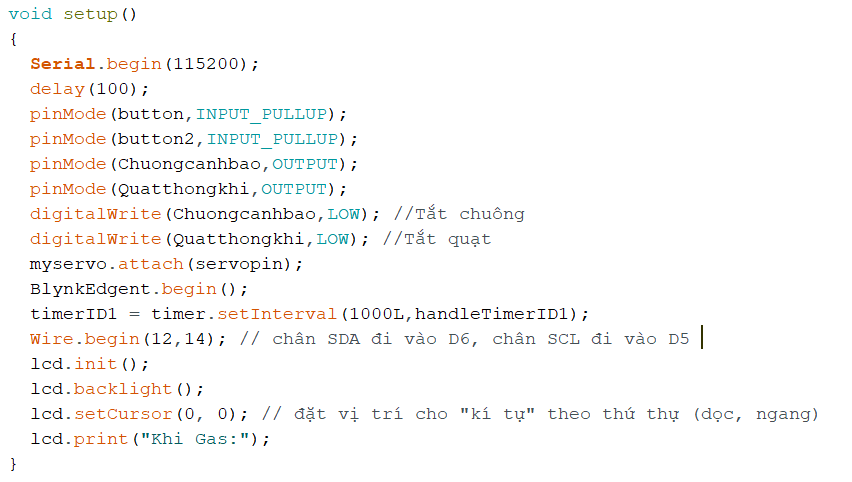 void setup()
{
  Serial.begin(115200);
  delay(100);
  pinMode(button,INPUT_PULLUP);
  pinMode(button2,INPUT_PULLUP);
  pinMode(Chuongcanhbao,OUTPUT);
  pinMode(Quatthongkhi,OUTPUT);
  digitalWrite(Chuongcanhbao,LOW); //Tắt chuông
  digitalWrite(Quatthongkhi,LOW); //Tắt quạt
  myservo.attach(servopin);
  BlynkEdgent.begin();
  timerID1 = timer.setInterval(1000L,handleTimerID1);
  Wire.begin(12,14); // chân SDA đi vào D6, chân SCL đi vào D5
  lcd.init();
  lcd.backlight();
  lcd.setCursor(0, 0); // đặt vị trí cho "kí tự" theo thứ thự (dọc, ngang)
  lcd.print("Khi Gas:");
}